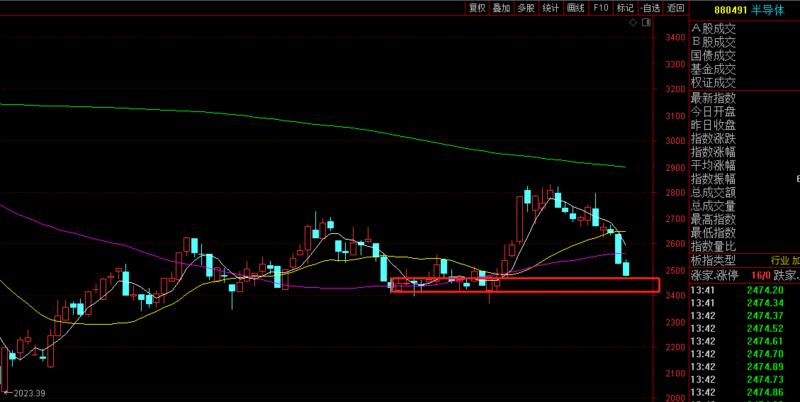 复权 叠加 多股 统计 画线 F10 标记 -自选 返回
880491 半导体
3400
3300
3200
3100
3000
2900
2800
2700
2600
2500
2400
2300
2200
2100
2000
←2023.39
A股成交
B股成交
国债成交
基金成交
权证成交
最新指数
今日开盘
昨日收盘
指数涨跌
指数涨幅
平均涨幅
指数振幅
总成交额
总成交量
最高指数
最低指数
指数量比
板指类型 行业 加
涨家.涨停 16/0 跌家.
13:41 2474.20
13:41 2474.34
13:42 2474.37
13:42 2474.52
13:42 2474.61
13:42 2474.70
13:42 2474.89
13:42 2474.73
13:42 2474.86